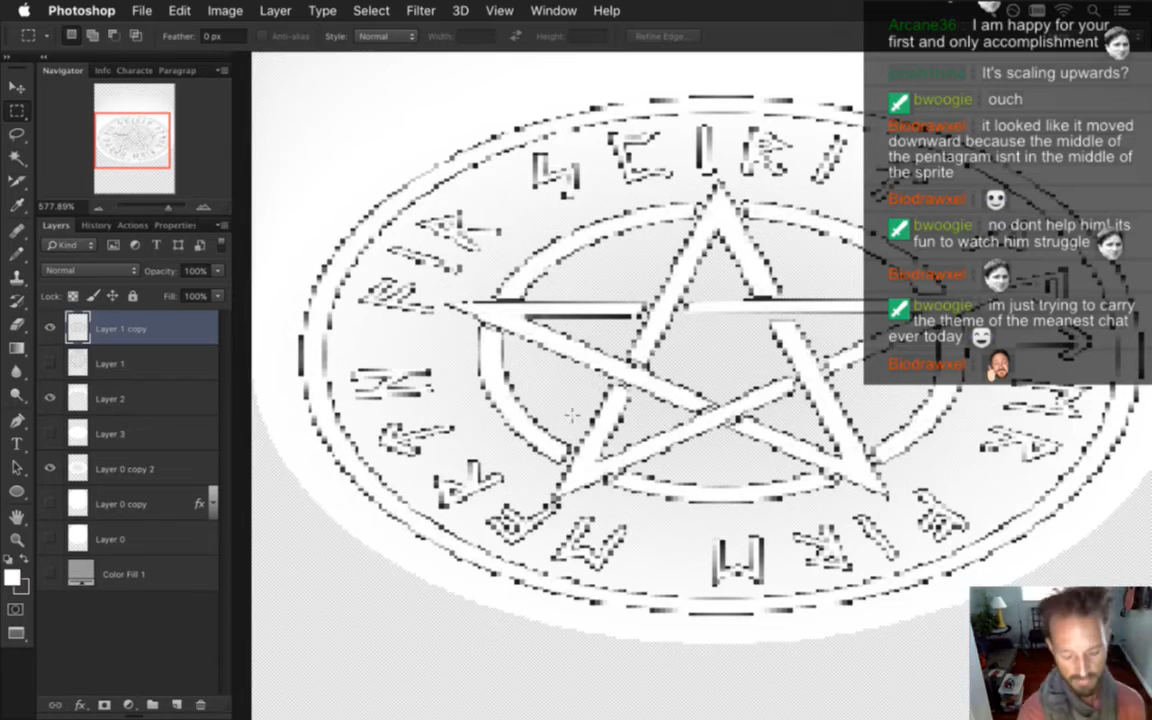 Photoshop File Edit Image Layer Type Select Filter 3D View Window Help
Feather: 0 px Anti-alias Style: Normal Width: Height: Refine Edge...
Navigator Info Characte Paragrap
577.89%
Layers History Actions Properties
Kind
Normal Opacity: 100%
Lock: Fill: 100%
Layer 1 copy
Layer 1
Layer 2
Layer 3
Layer 0 copy 2
Layer 0 copy fx
Layer 0
Color Fill 1
fx
Arcane36 : I am happy for your
first and only accomplishment
It's scaling upwards?
bwoogie : ouch
Biodrawxel : it looked like it moved
downward because the middle of
the pentagram isnt in the middle of
the sprite
Biodrawxel :
bwoogie : no dont help him! its
fun to watch him struggle
Biodrawxel :
bwoogie : im just trying to carry
the theme of the meanest chat
ever today
Biodrawxel :